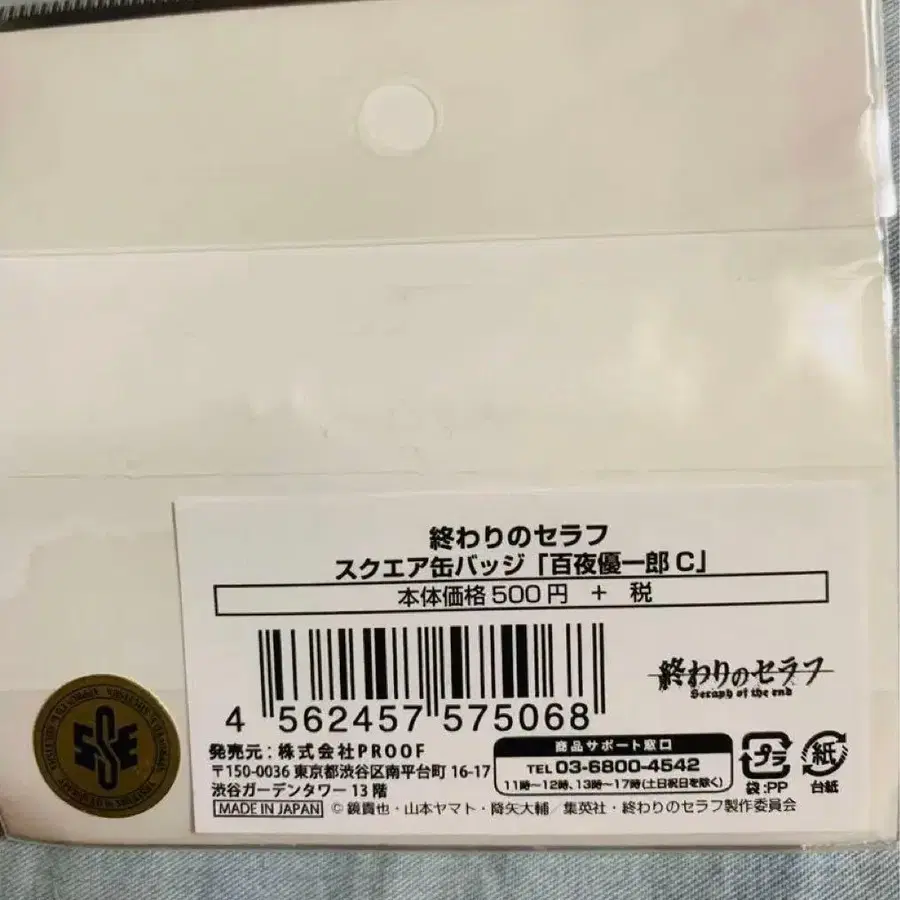 終わりのセラフ
スクエア缶バッジ「百夜優一郎 C」
本体価格500円 + 税
4 562457 575068
終わりのセラフ
Seraph of the end
発売元：株式会社PROOF
〒150-0036 東京都渋谷区南平台町 16-17
渋谷ガーデンタワー 13 階
商品サポート窓口
TEL 03-6800-4542
11時〜12時、13時〜17時(土日祝日を除く)
プラ
袋:PP
紙
台紙
MADE IN JAPAN © 鏡貴也・山本ヤマト・降矢大輔／集英社・終わりのセラフ製作委員会